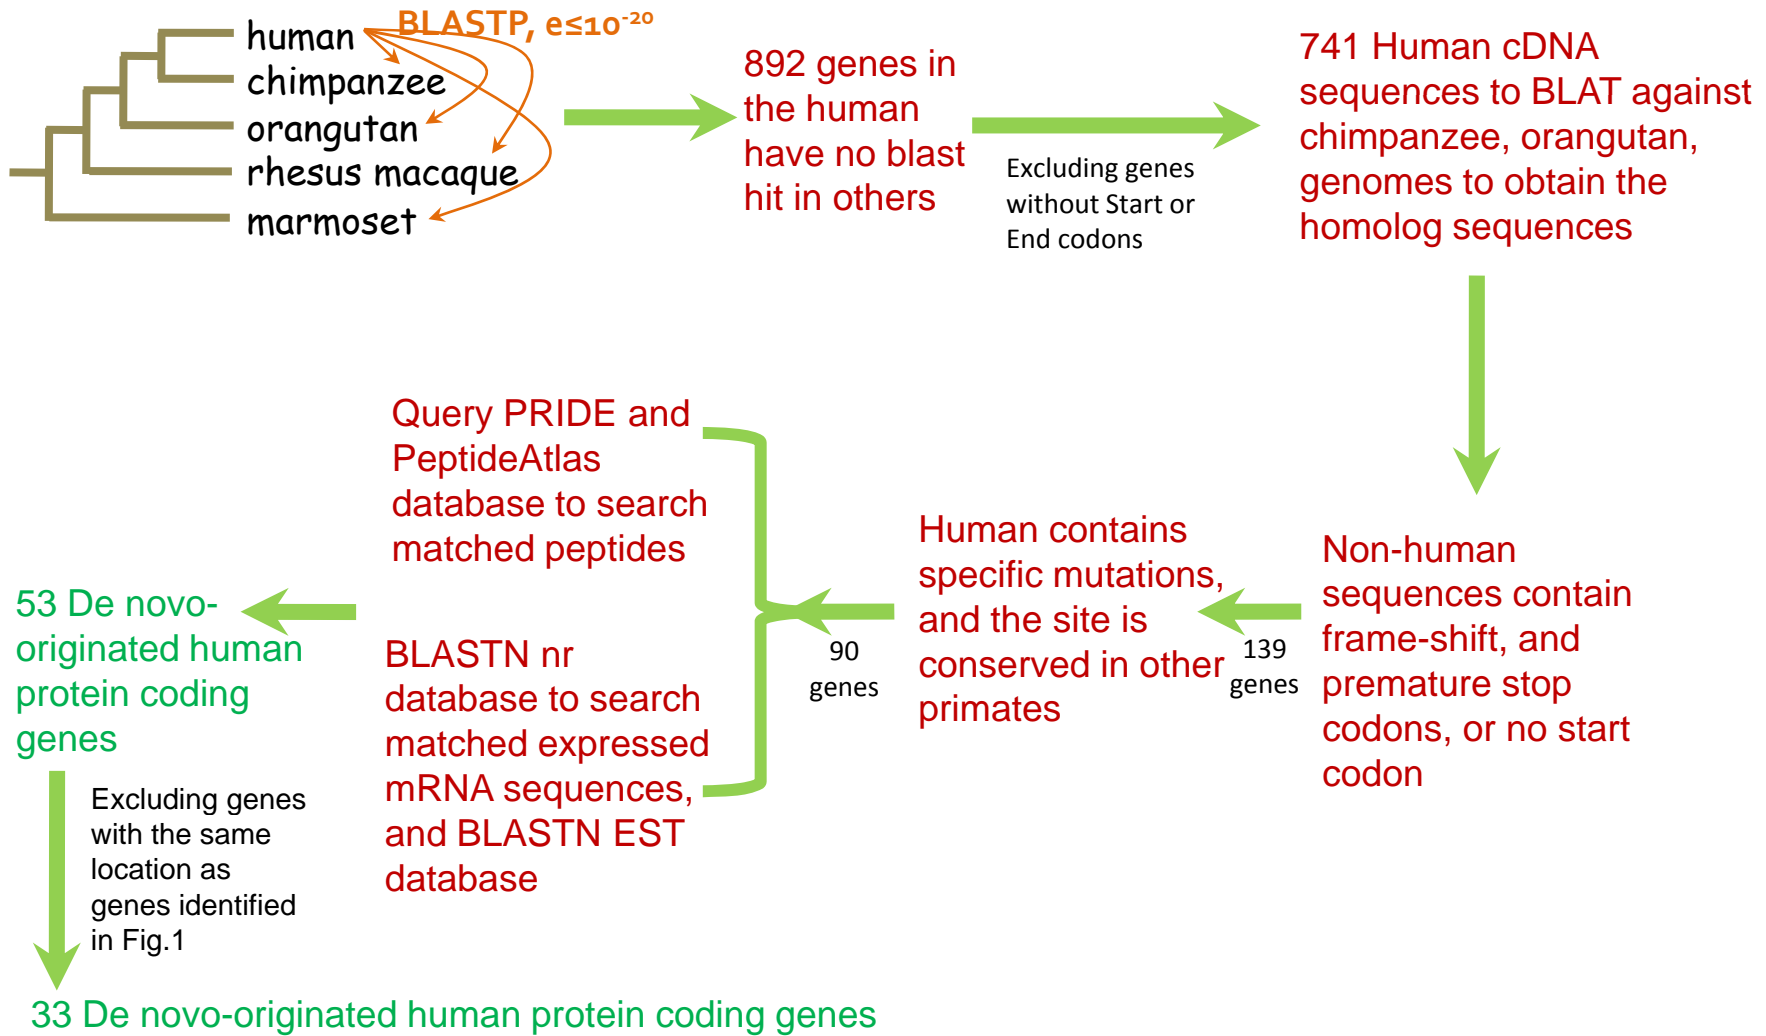 BLASTP, e≤10⁻²⁰
human
chimpanzee
orangutan
rhesus macaque
marmoset
892 genes in
the human
have no blast
hit in others
Excluding genes
without Start or
End codons
741 Human cDNA
sequences to BLAT against
chimpanzee, orangutan,
genomes to obtain the
homolog sequences
Non-human
sequences contain
frame-shift, and
premature stop
codons, or no start
codon
139
genes
Human contains
specific mutations,
and the site is
conserved in other
primates
90
genes
Query PRIDE and
PeptideAtlas
database to search
matched peptides
BLASTN nr
database to search
matched expressed
mRNA sequences,
and BLASTN EST
database
53 De novo-
originated human
protein coding
genes
Excluding genes
with the same
location as
genes identified
in Fig.1
33 De novo-originated human protein coding genes